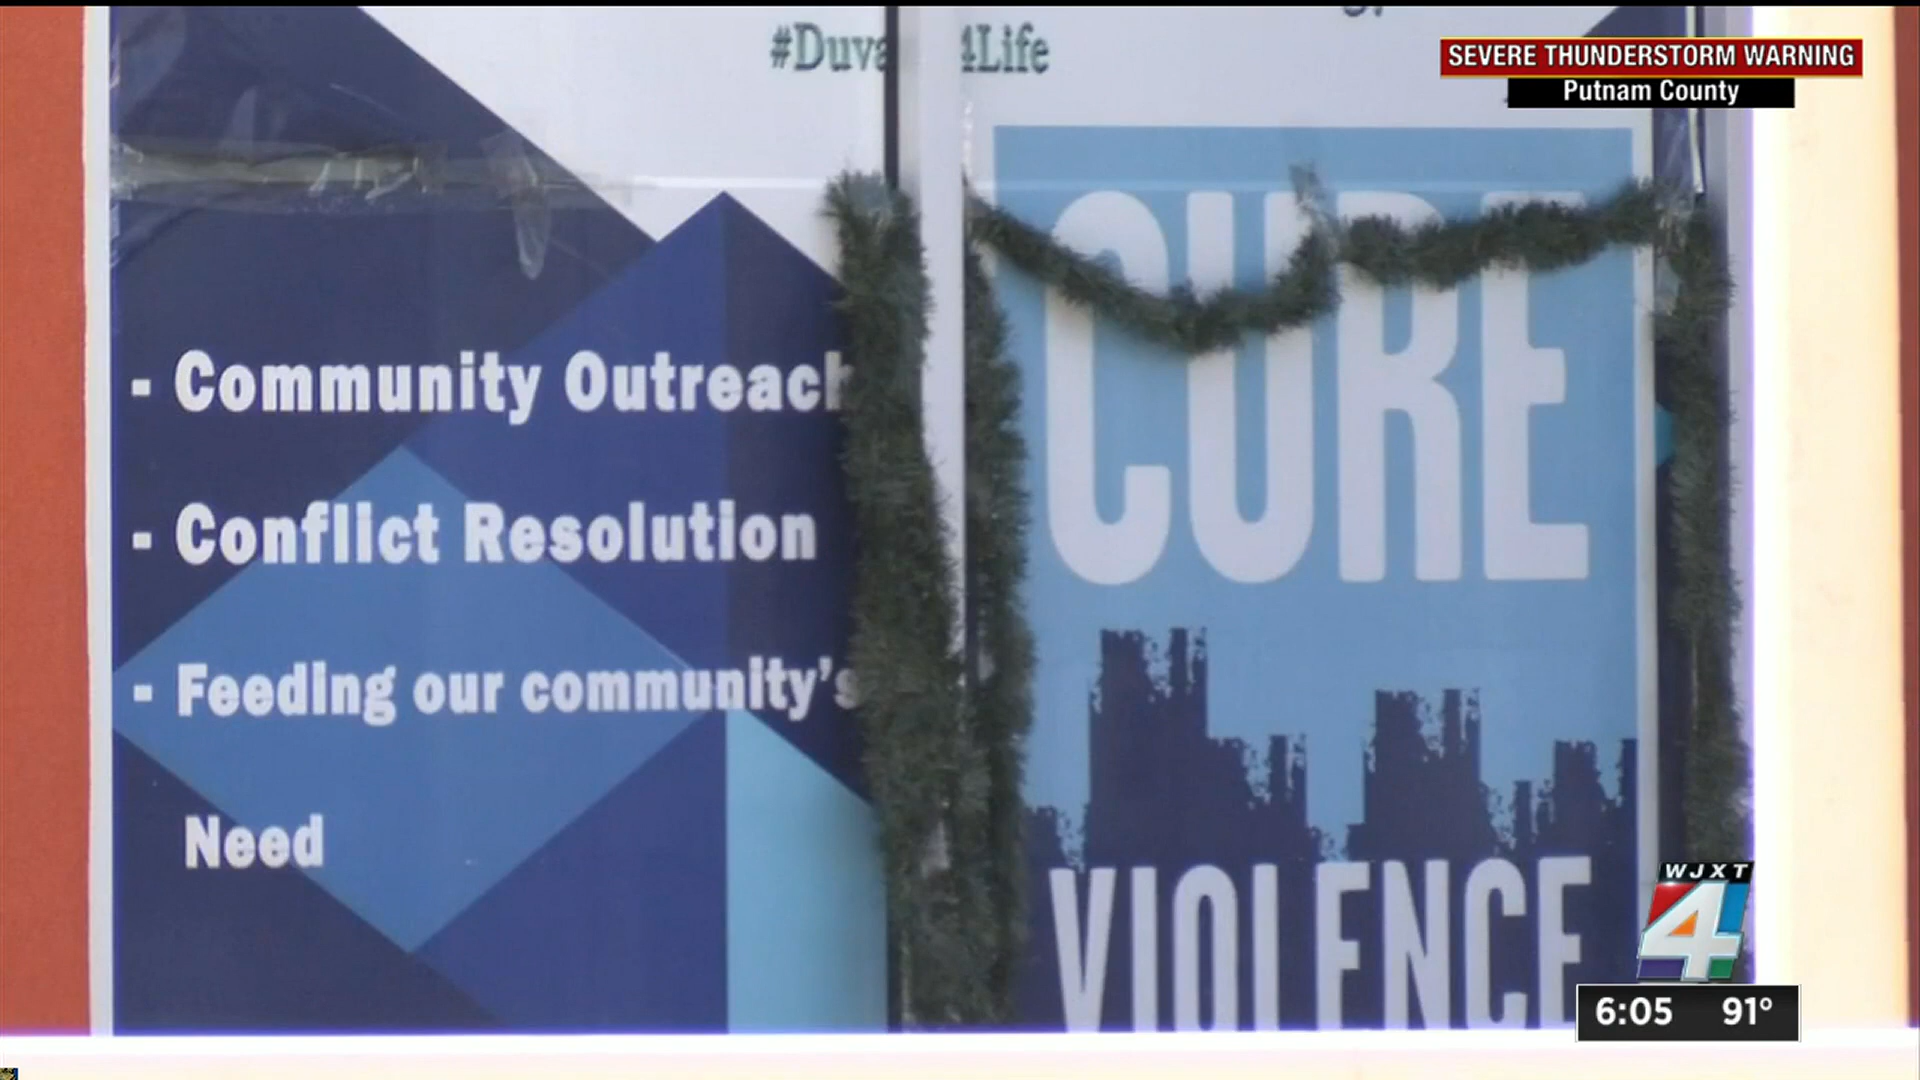 #Duva 4Life
SEVERE THUNDERSTORM WARNING
Putnam County
- Community Outreach
- Conflict Resolution
- Feeding our community's
Need
CURE
VIOLENCE
WJXT
4
6:05 91°